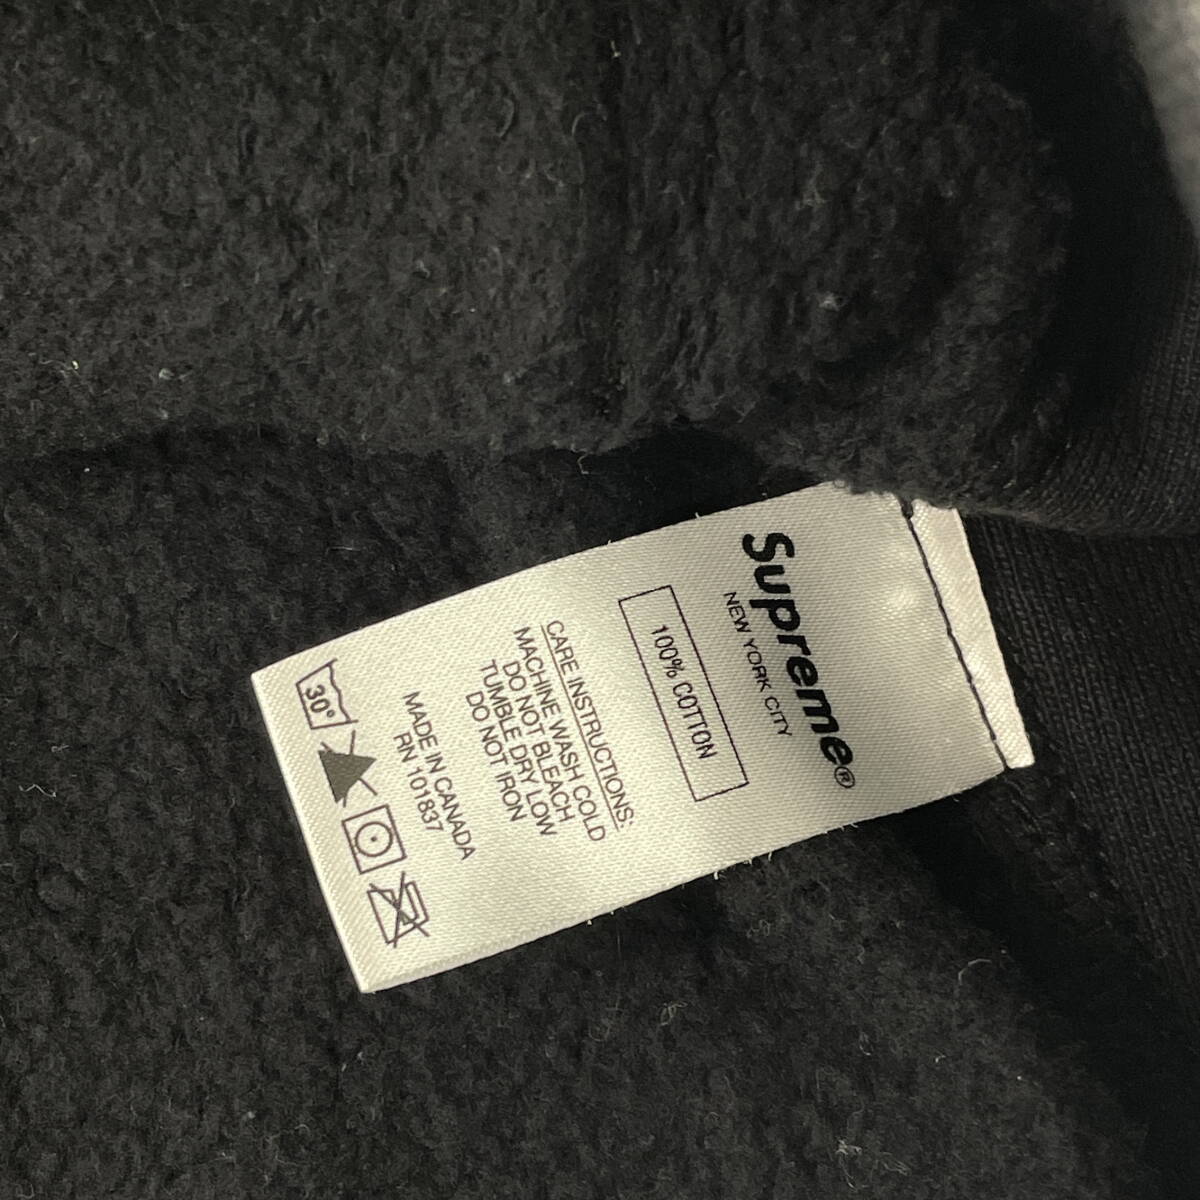 Supreme®
NEW YORK CITY
100% COTTON
CARE INSTRUCTIONS:
MACHINE WASH COLD
DO NOT BLEACH
TUMBLE DRY LOW
DO NOT IRON
MADE IN CANADA
RN 101837
30°